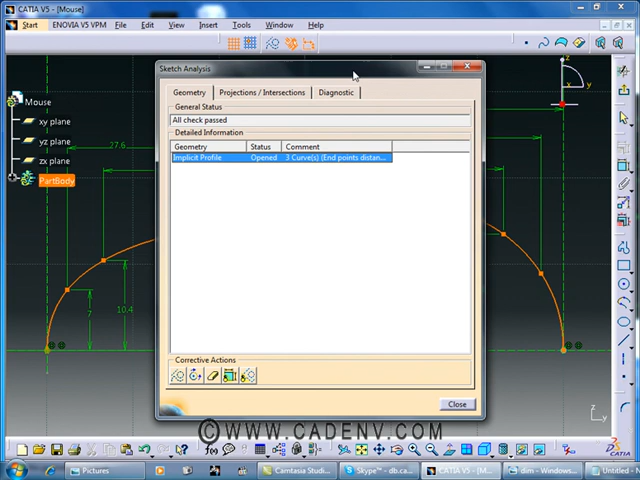 CATIA V5 - [Mouse]
Start ENOVIA V5 VPM File Edit View Insert Tools Window Help
Sketch Analysis
Geometry Projections / Intersections Diagnostic
General Status
All check passed
Detailed Information
Geometry Status Comment
Implicit Profile Opened 3 Curve(s) (End points distan...
Corrective Actions
Close
Mouse
xy plane
yz plane
zx plane
PartBody
27.6
10.4
7
z
x y
Z
Y
©WWW.CADENV.COM
CATIA
Pictures Camtasia Studi... Skype™ - db.ca... CATIA V5 - [M... dim - Windows... Untitled - N